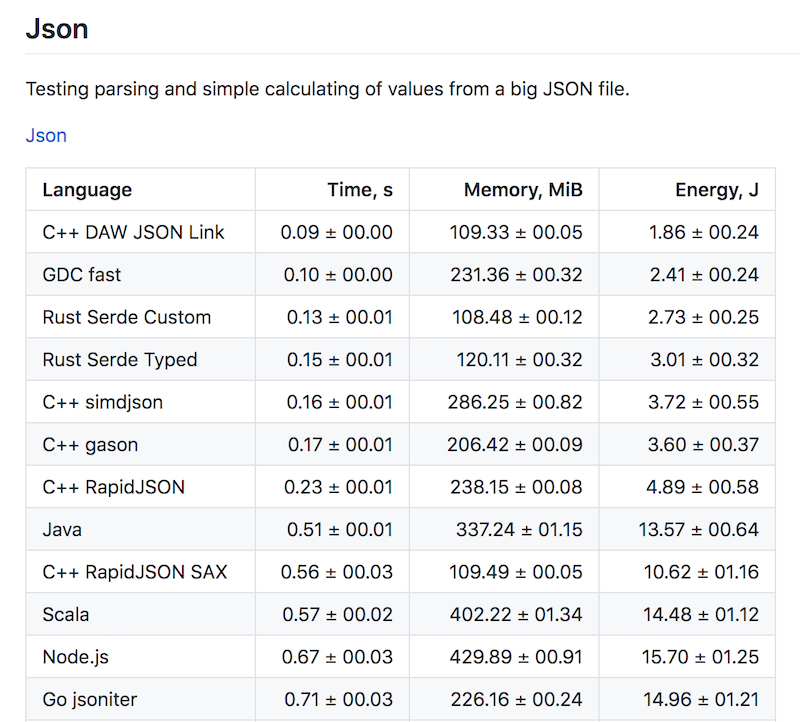 Json
Testing parsing and simple calculating of values from a big JSON file.
Json
Language Time, s Memory, MiB Energy, J
C++ DAW JSON Link 0.09 ± 00.00 109.33 ± 00.05 1.86 ± 00.24
GDC fast 0.10 ± 00.00 231.36 ± 00.32 2.41 ± 00.24
Rust Serde Custom 0.13 ± 00.01 108.48 ± 00.12 2.73 ± 00.25
Rust Serde Typed 0.15 ± 00.01 120.11 ± 00.32 3.01 ± 00.32
C++ simdjson 0.16 ± 00.01 286.25 ± 00.82 3.72 ± 00.55
C++ gason 0.17 ± 00.01 206.42 ± 00.09 3.60 ± 00.37
C++ RapidJSON 0.23 ± 00.01 238.15 ± 00.08 4.89 ± 00.58
Java 0.51 ± 00.01 337.24 ± 01.15 13.57 ± 00.64
C++ RapidJSON SAX 0.56 ± 00.03 109.49 ± 00.05 10.62 ± 01.16
Scala 0.57 ± 00.02 402.22 ± 01.34 14.48 ± 01.12
Node.js 0.67 ± 00.03 429.89 ± 00.91 15.70 ± 01.25
Go jsoniter 0.71 ± 00.03 226.16 ± 00.24 14.96 ± 01.21